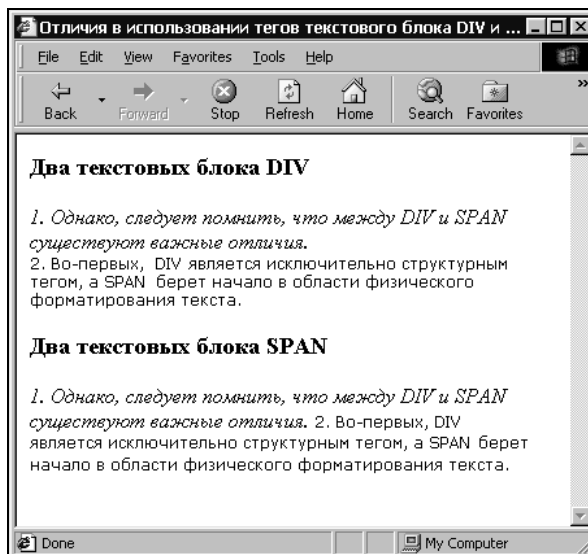 Отличия в использовании тегов текстового блока DIV и ...
File Edit View Favorites Tools Help
Back Forward Stop Refresh Home Search Favorites »
Два текстовых блока DIV
1. Однако, следует помнить, что между DIV и SPAN
существуют важные отличия.
2. Во-первых, DIV является исключительно структурным
тегом, а SPAN берет начало в области физического
форматирования текста.
Два текстовых блока SPAN
1. Однако, следует помнить, что между DIV и SPAN
существуют важные отличия. 2. Во-первых, DIV
является исключительно структурным тегом, а SPAN берет
начало в области физического форматирования текста.
Done My Computer